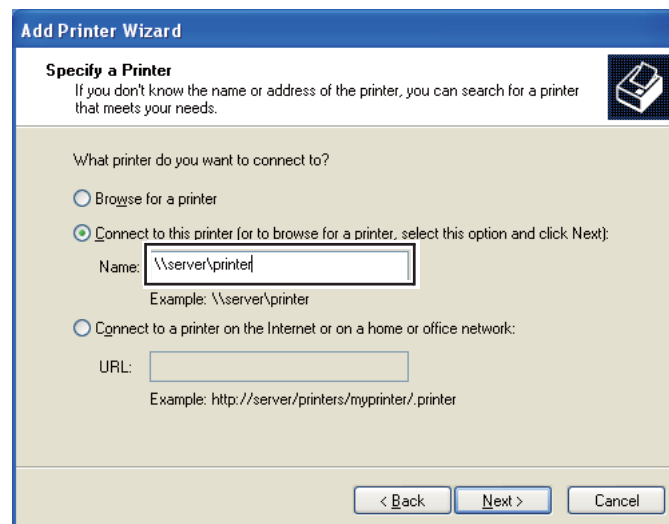 Add Printer Wizard
Specify a Printer
If you don't know the name or address of the printer, you can search for a printer
that meets your needs.
What printer do you want to connect to?
Browse for a printer
Connect to this printer (or to browse for a printer, select this option and click Next):
Name: \\server\printer
Example: \\server\printer
Connect to a printer on the Internet or on a home or office network:
URL:
Example: http://server/printers/myprinter/.printer
< Back Next > Cancel